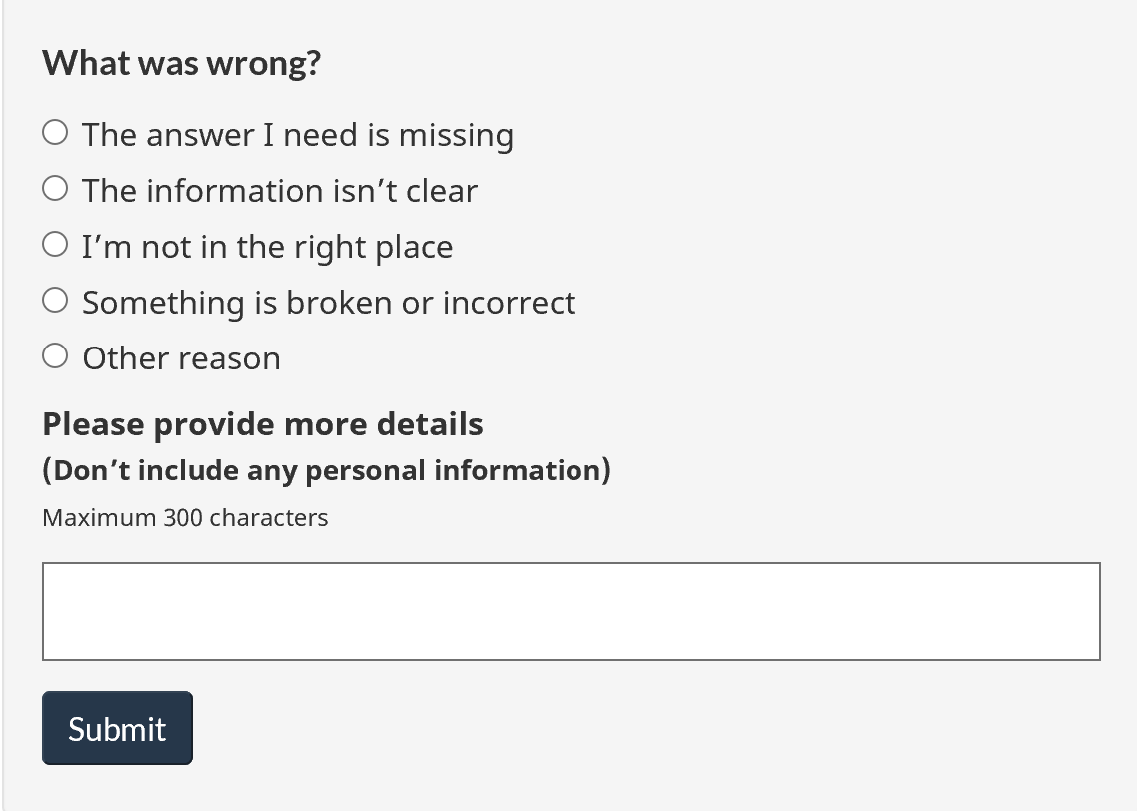 What was wrong?
The answer I need is missing
The information isn’t clear
I’m not in the right place
Something is broken or incorrect
Other reason
Please provide more details
(Don’t include any personal information)
Maximum 300 characters
Submit